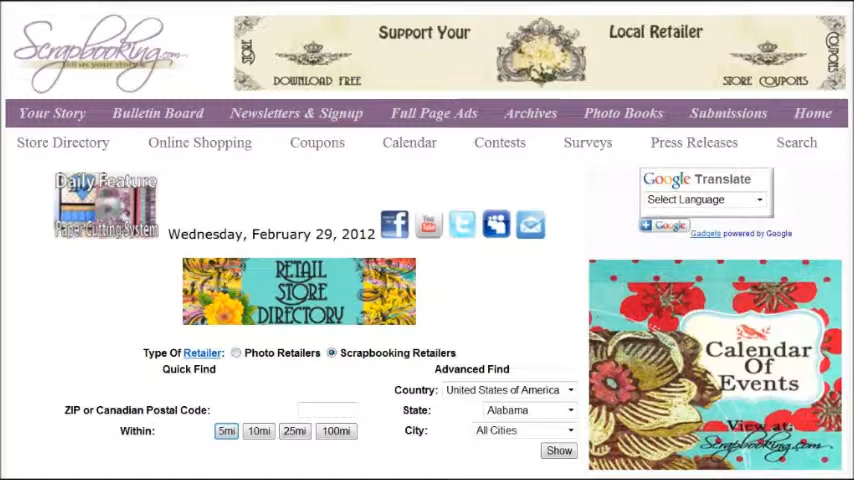 Scrapbooking.com
Tell us your story
STORE
Support Your
Local Retailer
DOWNLOAD FREE
STORE COUPONS
COUPONS
Your Story Bulletin Board Newsletters & Signup Full Page Ads Archives Photo Books Submissions Home
Store Directory Online Shopping Coupons Calendar Contests Surveys Press Releases Search
Daily Feature
Paper Cutting System
Wednesday, February 29, 2012
You
Tube
Google Translate
Select Language
Google
Gadgets powered by Google
RETAIL
STORE
DIRECTORY
Type Of Retailer: Photo Retailers Scrapbooking Retailers
Quick Find
Advanced Find
Country: United States of America
ZIP or Canadian Postal Code:
State: Alabama
Within: 5mi 10mi 25mi 100mi
City: All Cities
Show
Calendar
Of
Events
View at:
Scrapbooking.com